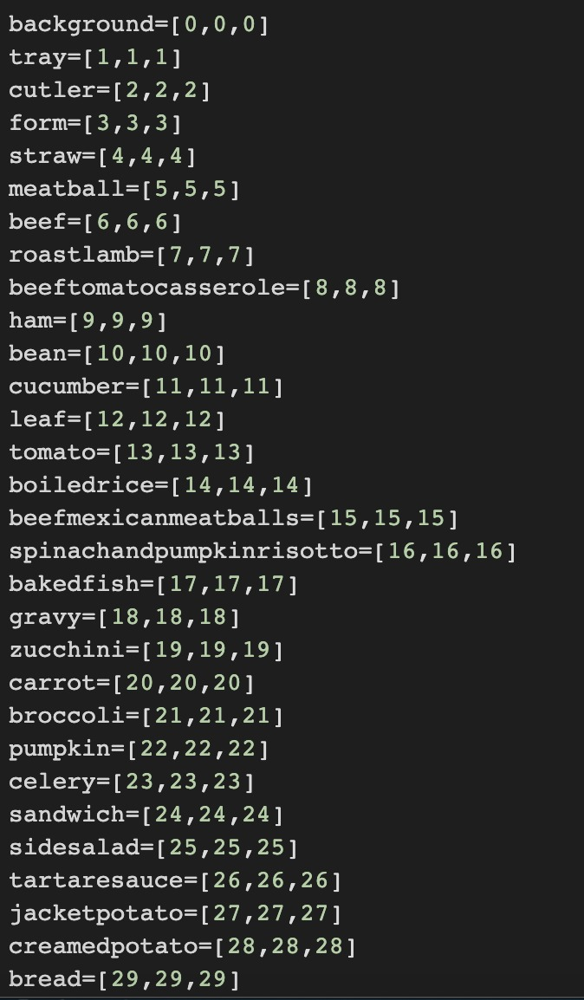 background=[0,0,0]
tray=[1,1,1]
cutler=[2,2,2]
form=[3,3,3]
straw=[4,4,4]
meatball=[5,5,5]
beef=[6,6,6]
roastlamb=[7,7,7]
beeftomatocasserole=[8,8,8]
ham=[9,9,9]
bean=[10,10,10]
cucumber=[11,11,11]
leaf=[12,12,12]
tomato=[13,13,13]
boiledrice=[14,14,14]
beefmexicanmeatballs=[15,15,15]
spinachandpumpkinrisotto=[16,16,16]
bakedfish=[17,17,17]
gravy=[18,18,18]
zucchini=[19,19,19]
carrot=[20,20,20]
broccoli=[21,21,21]
pumpkin=[22,22,22]
celery=[23,23,23]
sandwich=[24,24,24]
sidesalad=[25,25,25]
tartaresauce=[26,26,26]
jacketpotato=[27,27,27]
creamedpotato=[28,28,28]
bread=[29,29,29]